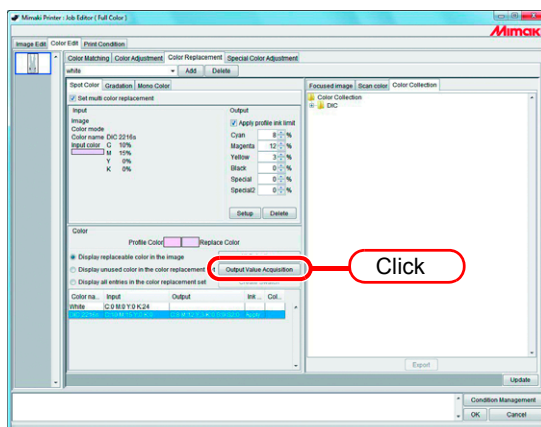 Mimaki Printer : Job Editor ( Full Color )
Mimaki
Image Edit Color Edit Print Condition
Color Matching Color Adjustment Color Replacement Special Color Adjustment
white Add Delete
Spot Color Gradation Mono Color
Focused image Scan color Color Collection
Set multi color replacement
Color Collection
DIC
Input
Output
Image
Apply profile ink limit
Color mode
Color name DIC 2216s
Cyan 8 %
Input color C 10%
Magenta 12 %
M 15%
Yellow 3 %
Y 0%
Black 0 %
K 0%
Special 0 %
Special2 0 %
Setup Delete
Color
Profile Color Replace Color
Display replaceable color in the image
Display unused color in the color replacement set
Output Value Acquisition
Click
Display all entries in the color replacement set
Color na... Input Output Ink ... Col...
White C:0 M:0 Y:0 K:24
Export
Update
Condition Management
OK Cancel